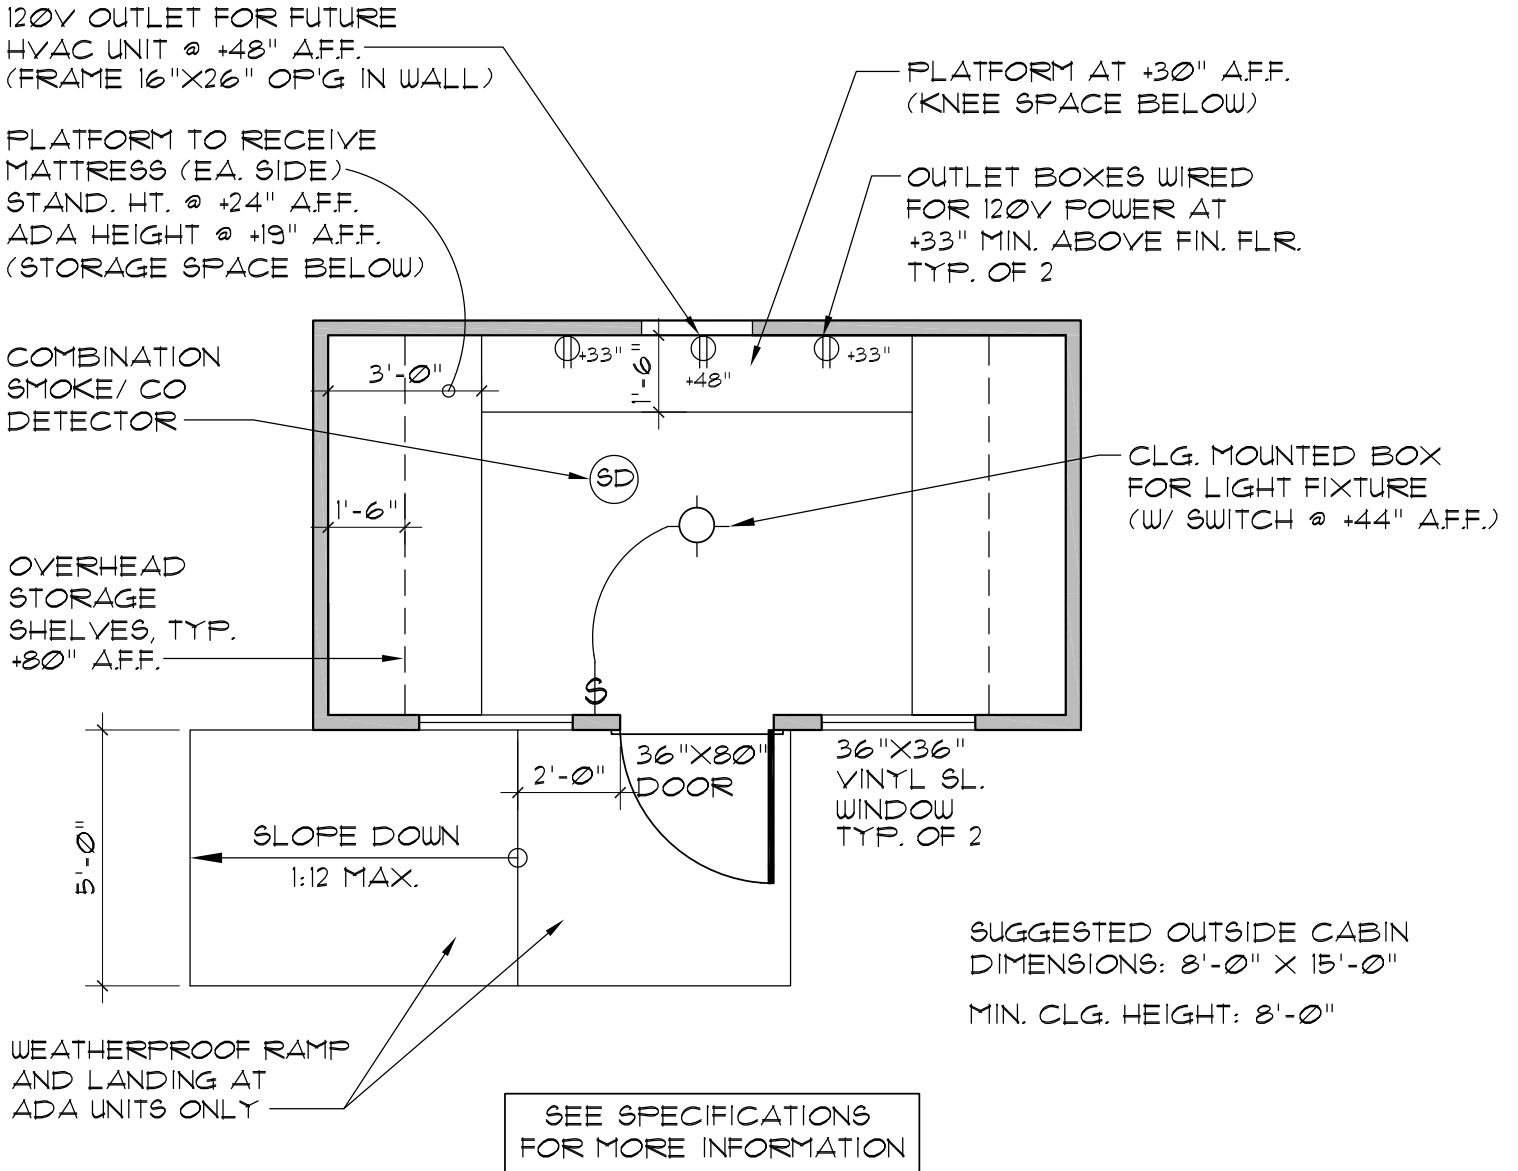 120V OUTLET FOR FUTURE
HVAC UNIT @ +48" A.F.F.
(FRAME 16"X26" OP'G IN WALL)
PLATFORM TO RECEIVE
MATTRESS (EA. SIDE)
STAND. HT. @ +24" A.F.F.
ADA HEIGHT @ +19" A.F.F.
(STORAGE SPACE BELOW)
COMBINATION
SMOKE/ CO
DETECTOR
OVERHEAD
STORAGE
SHELVES, TYP.
+80" A.F.F.
PLATFORM AT +30" A.F.F.
(KNEE SPACE BELOW)
OUTLET BOXES WIRED
FOR 120V POWER AT
+33" MIN. ABOVE FIN. FLR.
TYP. OF 2
CLG. MOUNTED BOX
FOR LIGHT FIXTURE
(W/ SWITCH @ +44" A.F.F.)
3'-0"
+33"
1'-6"
+48"
+33"
SD
1'-6"
S
36"X80"
DOOR
2'-0"
36"X36"
VINYL SL.
WINDOW
TYP. OF 2
5'-0"
SLOPE DOWN
1:12 MAX.
WEATHERPROOF RAMP
AND LANDING AT
ADA UNITS ONLY
SUGGESTED OUTSIDE CABIN
DIMENSIONS: 8'-0" X 15'-0"
MIN. CLG. HEIGHT: 8'-0"
SEE SPECIFICATIONS
FOR MORE INFORMATION